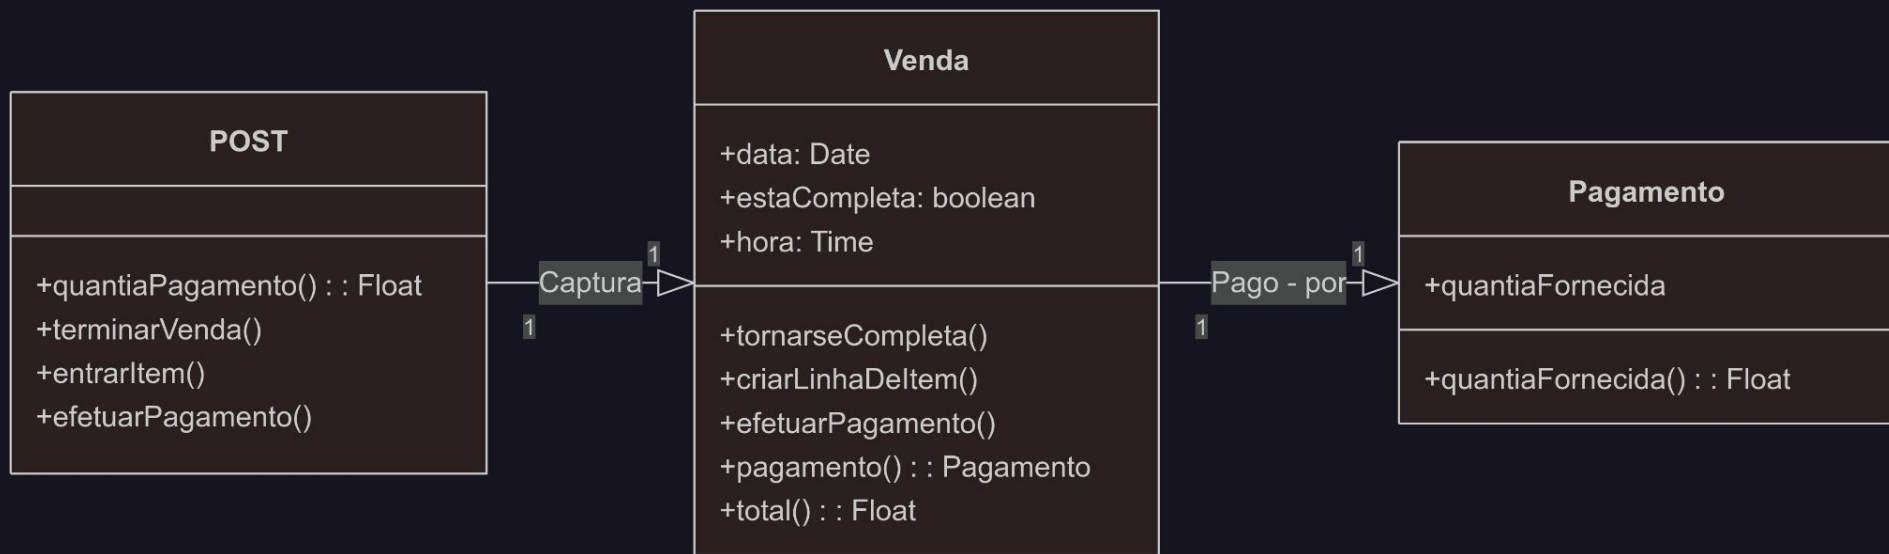 POST
+quantiaPagamento() : : Float
+terminarVenda()
+entrarItem()
+efetuarPagamento()
1
Captura
1
Venda
+data: Date
+estaCompleta: boolean
+hora: Time
+tornarseCompleta()
+criarLinhaDeItem()
+efetuarPagamento()
+pagamento() : : Pagamento
+total() : : Float
1
Pago - por
1
Pagamento
+quantiaFornecida
+quantiaFornecida() : : Float